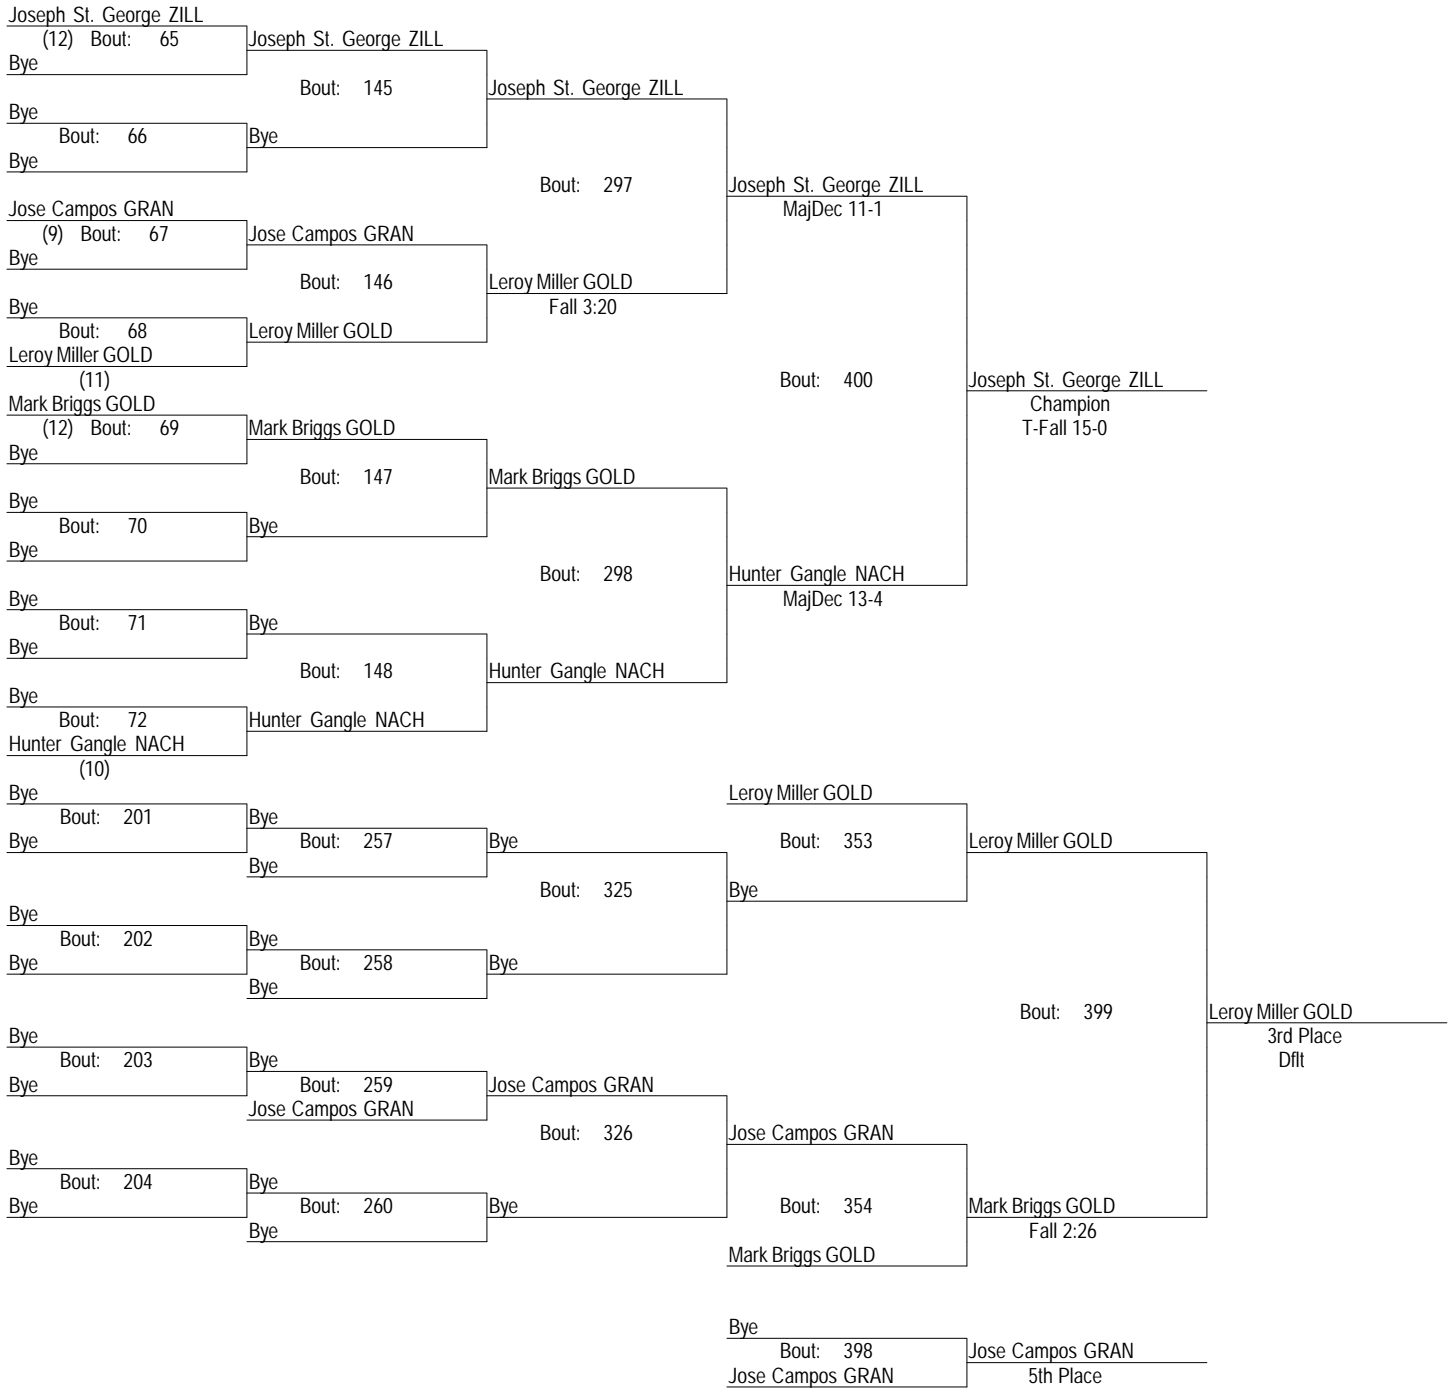 Joseph St. George ZILL
(12) Bout: 65 Joseph St. George ZILL
Bye
Bout: 145 Joseph St. George ZILL
Bye
Bout: 66 Bye
Bye
Bout: 297 Joseph St. George ZILL
MajDec 11-1
Jose Campos GRAN
(9) Bout: 67 Jose Campos GRAN
Bye
Bout: 146 Leroy Miller GOLD
Bye Fall 3:20
Bout: 68 Leroy Miller GOLD
Leroy Miller GOLD
(11) Bout: 400 Joseph St. George ZILL
Mark Briggs GOLD Champion
(12) Bout: 69 Mark Briggs GOLD T-Fall 15-0
Bye
Bout: 147 Mark Briggs GOLD
Bye
Bout: 70 Bye
Bye
Bout: 298 Hunter Gangle NACH
Bye MajDec 13-4
Bout: 71 Bye
Bye
Bout: 148 Hunter Gangle NACH
Bye
Bout: 72 Hunter Gangle NACH
Hunter Gangle NACH
(10)
Bye Leroy Miller GOLD
Bout: 201 Bye
Bye Bout: 257 Bye Bout: 353 Leroy Miller GOLD
Bye
Bout: 325 Bye
Bye
Bout: 202 Bye
Bye Bout: 258 Bye
Bye
Bout: 399 Leroy Miller GOLD
Bye 3rd Place
Bout: 203 Bye Dflt
Bye Bout: 259 Jose Campos GRAN
Jose Campos GRAN
Bout: 326 Jose Campos GRAN
Bye
Bout: 204 Bye
Bye Bout: 260 Bye Bout: 354 Mark Briggs GOLD
Bye Fall 2:26
Mark Briggs GOLD
Bye
Bout: 398 Jose Campos GRAN
Jose Campos GRAN 5th Place